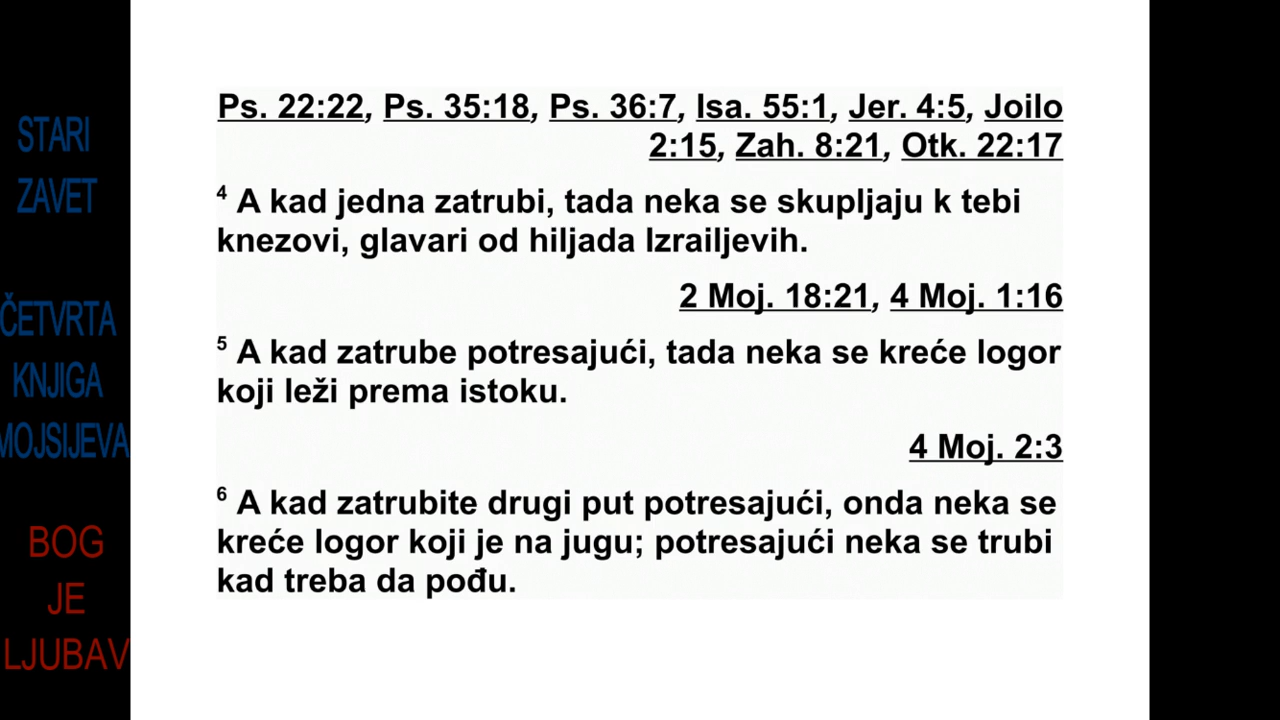 STARI
ZAVET
ČETVRTA
KNJIGA
MOJSIJEVA
BOG
JE
LJUBAV
Ps. 22:22, Ps. 35:18, Ps. 36:7, Isa. 55:1, Jer. 4:5, Joilo
2:15, Zah. 8:21, Otk. 22:17
4 A kad jedna zatrubi, tada neka se skupljaju k tebi
knezovi, glavari od hiljada Izrailjevih.
2 Moj. 18:21, 4 Moj. 1:16
5 A kad zatrube potresajući, tada neka se kreće logor
koji leži prema istoku.
4 Moj. 2:3
6 A kad zatrubite drugi put potresajući, onda neka se
kreće logor koji je na jugu; potresajući neka se trubi
kad treba da pođu.